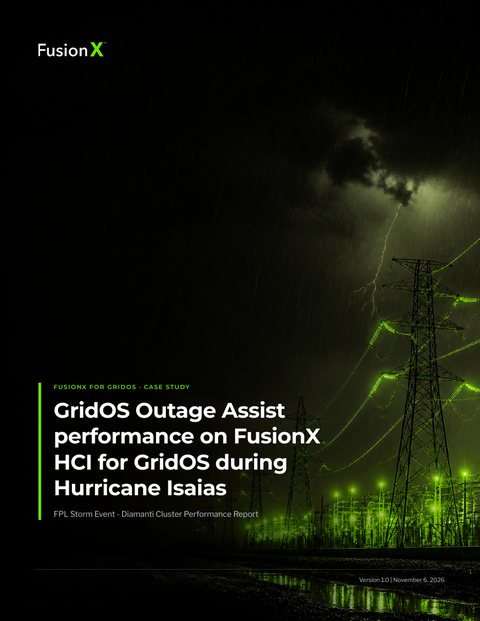 FusionX
FUSIONX FOR GRIDOS - CASE STUDY
GridOS Outage Assist
performance on FusionX
HCI for GridOS during
Hurricane Isaias
FPL Storm Event - Diamanti Cluster Performance Report
Version 1.0 | November 6, 2026